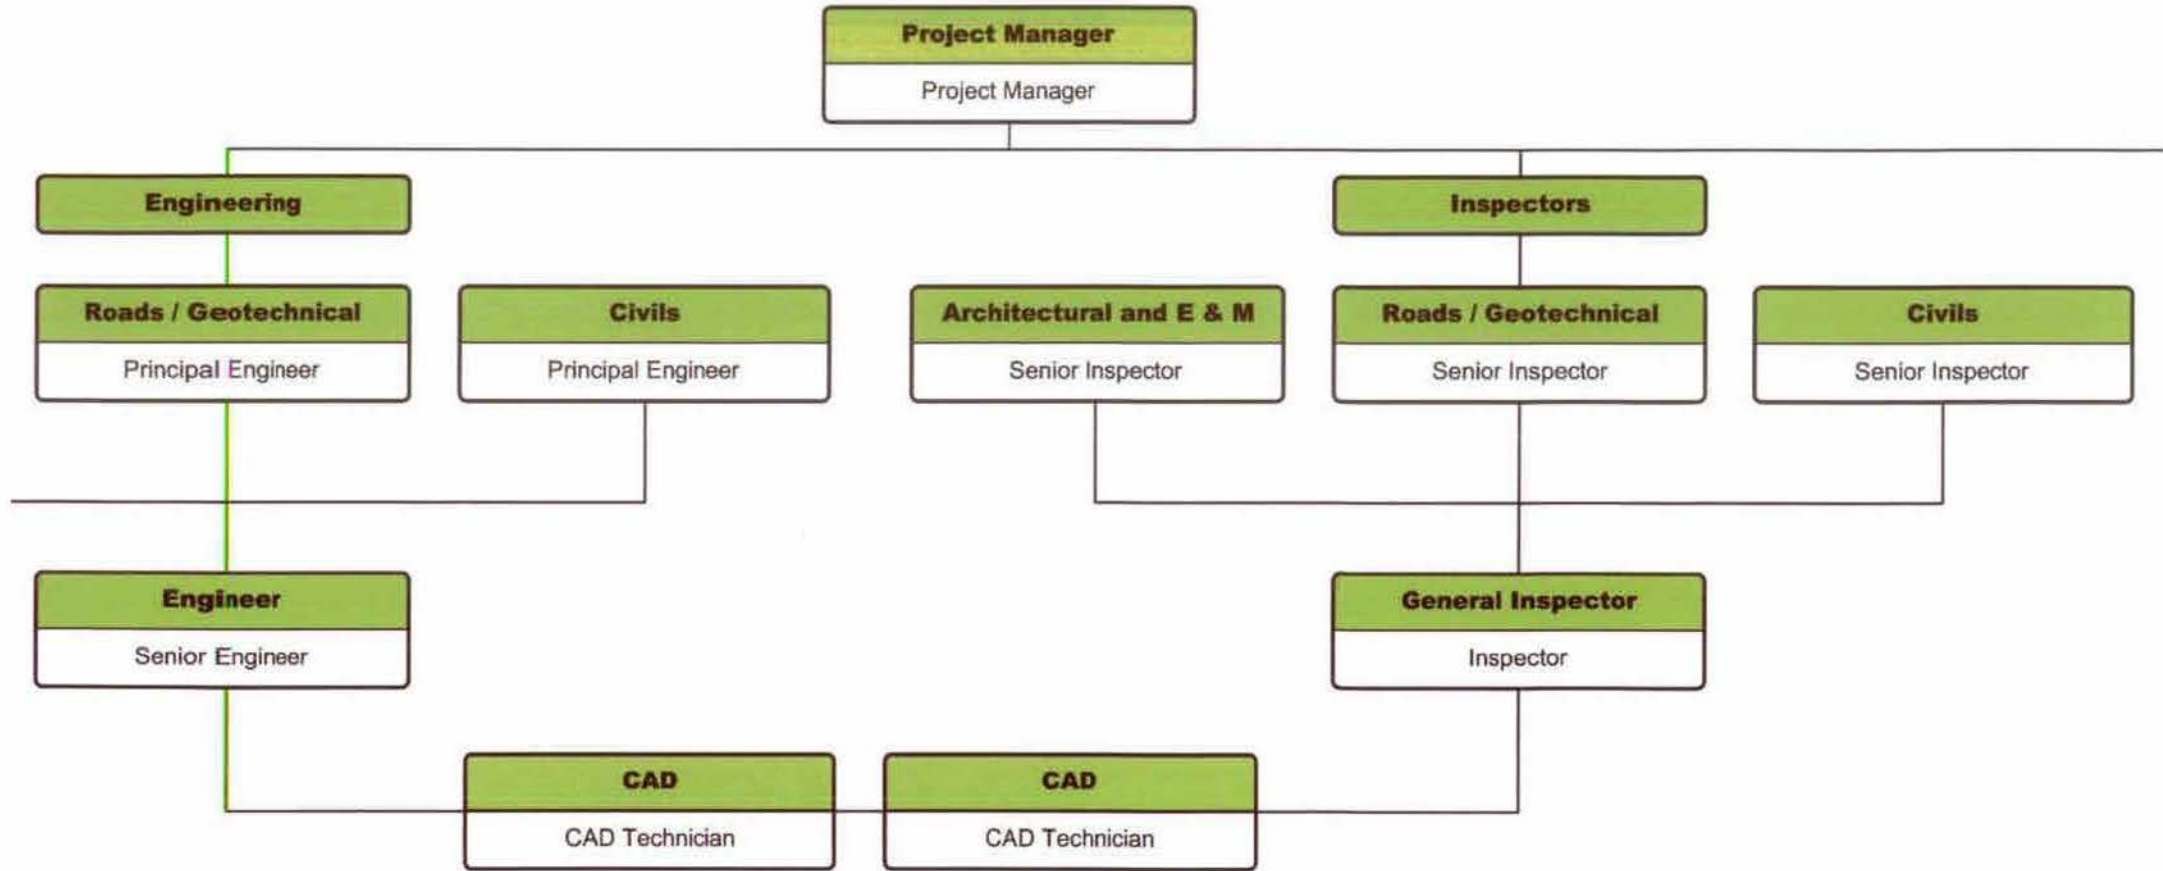 Project Manager
Project Manager
Engineering
Inspectors
Roads / Geotechnical
Principal Engineer
Civils
Principal Engineer
Architectural and E & M
Senior Inspector
Roads / Geotechnical
Senior Inspector
Civils
Senior Inspector
Engineer
Senior Engineer
General Inspector
Inspector
CAD
CAD Technician
CAD
CAD Technician